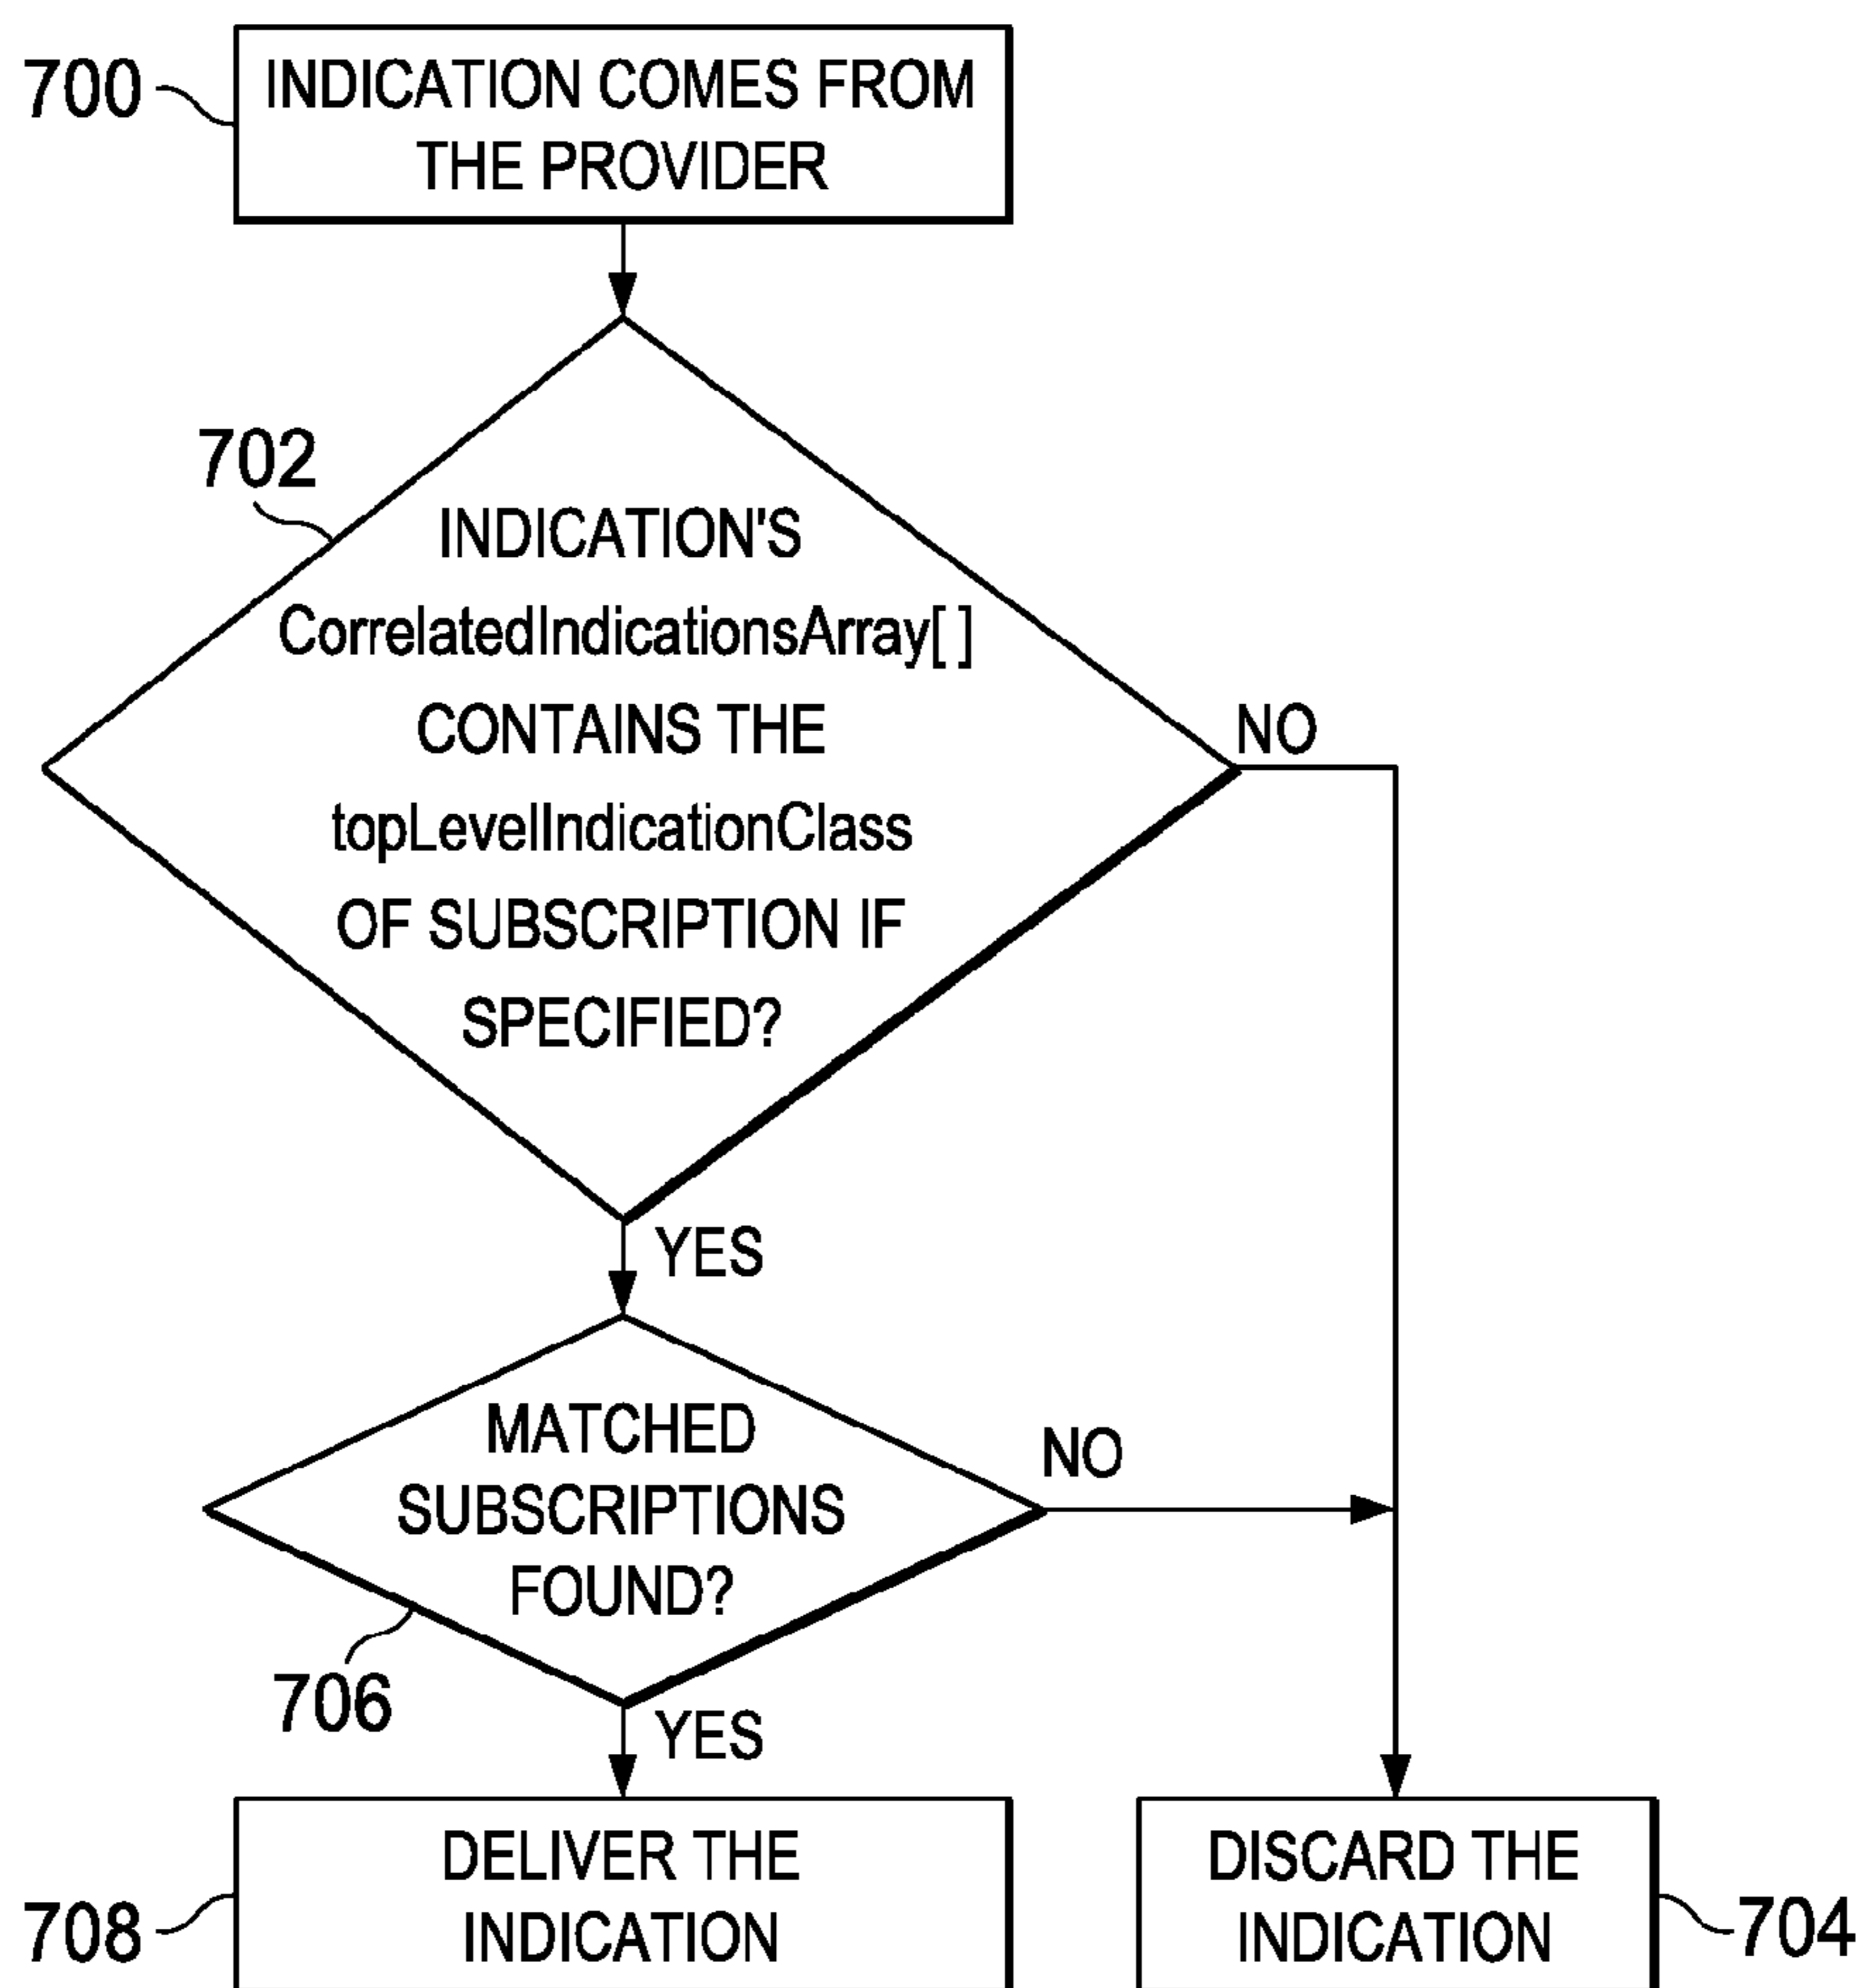 700
INDICATION COMES FROM
THE PROVIDER
702
INDICATION'S
CorrelatedIndicationsArray[ ]
CONTAINS THE
topLevelIndicationClass
OF SUBSCRIPTION IF
SPECIFIED?
NO
YES
MATCHED
SUBSCRIPTIONS
FOUND?
NO
706
YES
DELIVER THE
INDICATION
708
DISCARD THE
INDICATION
704